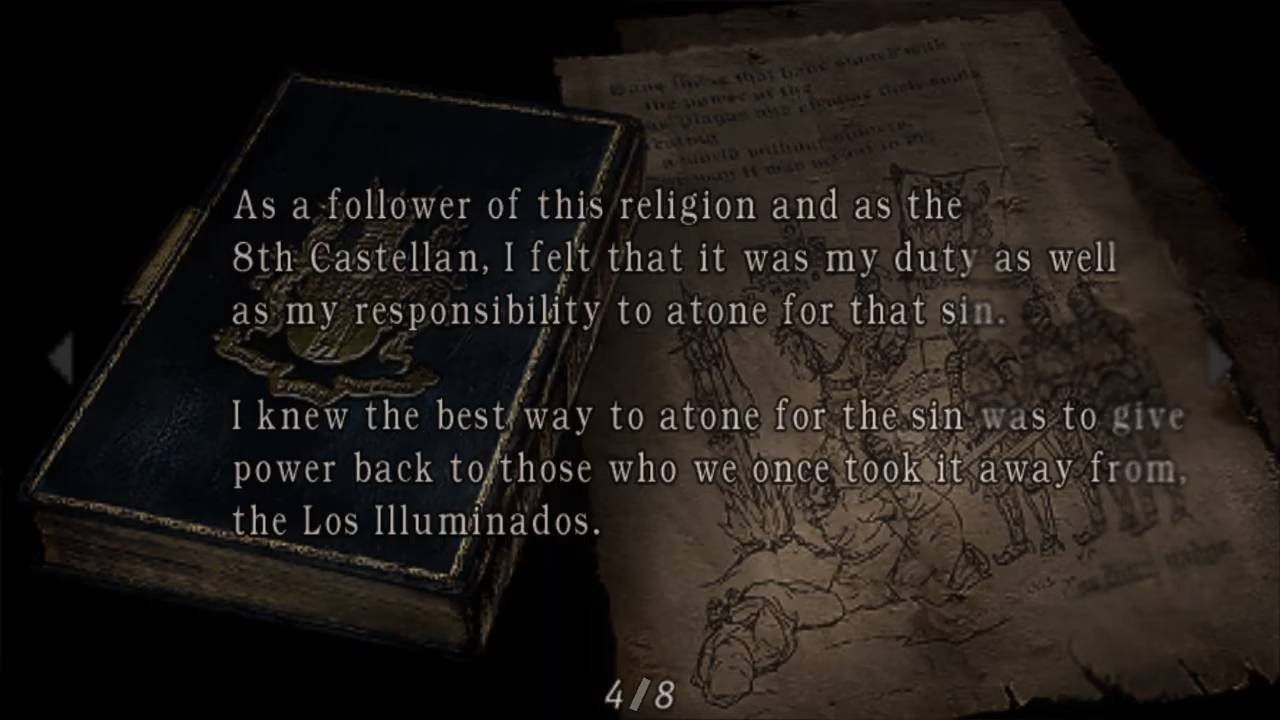 As a follower of this religion and as the
8th Castellan, I felt that it was my duty as well
as my responsibility to atone for that sin.
I knew the best way to atone for the sin was to give
power back to those who we once took it away from,
the Los Illuminados.
4/8